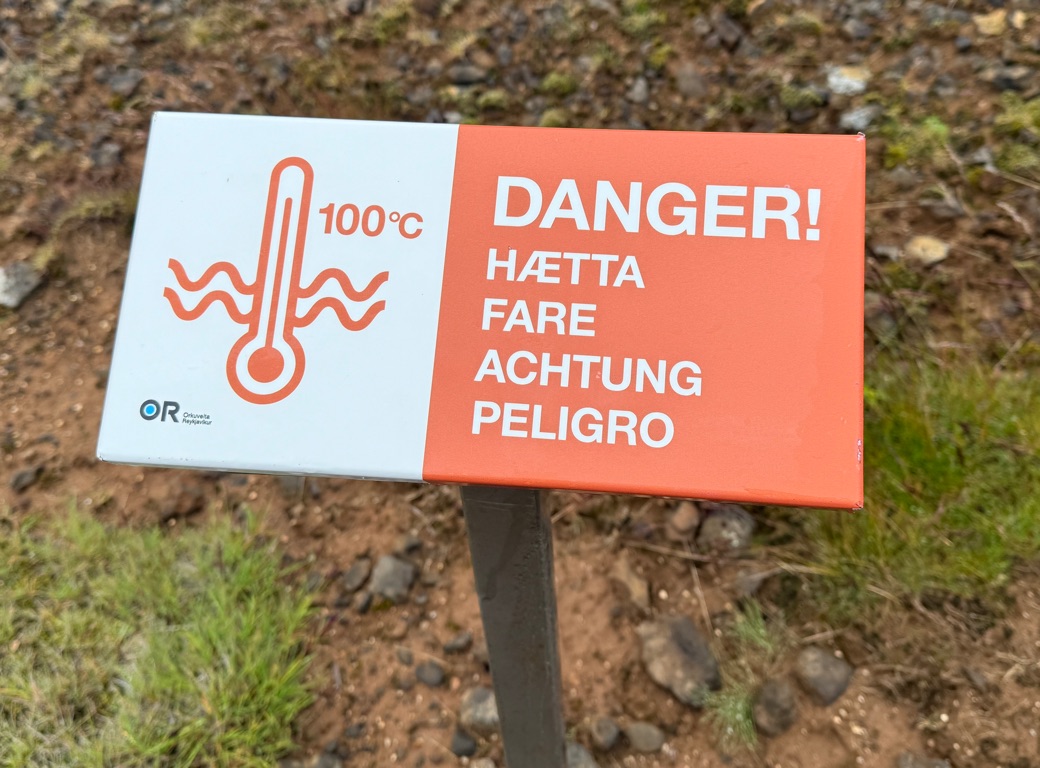 100°C
DANGER!
HÆTTA
FARE
ACHTUNG
PELIGRO
OR
Orkuveita
Reykjavíkur